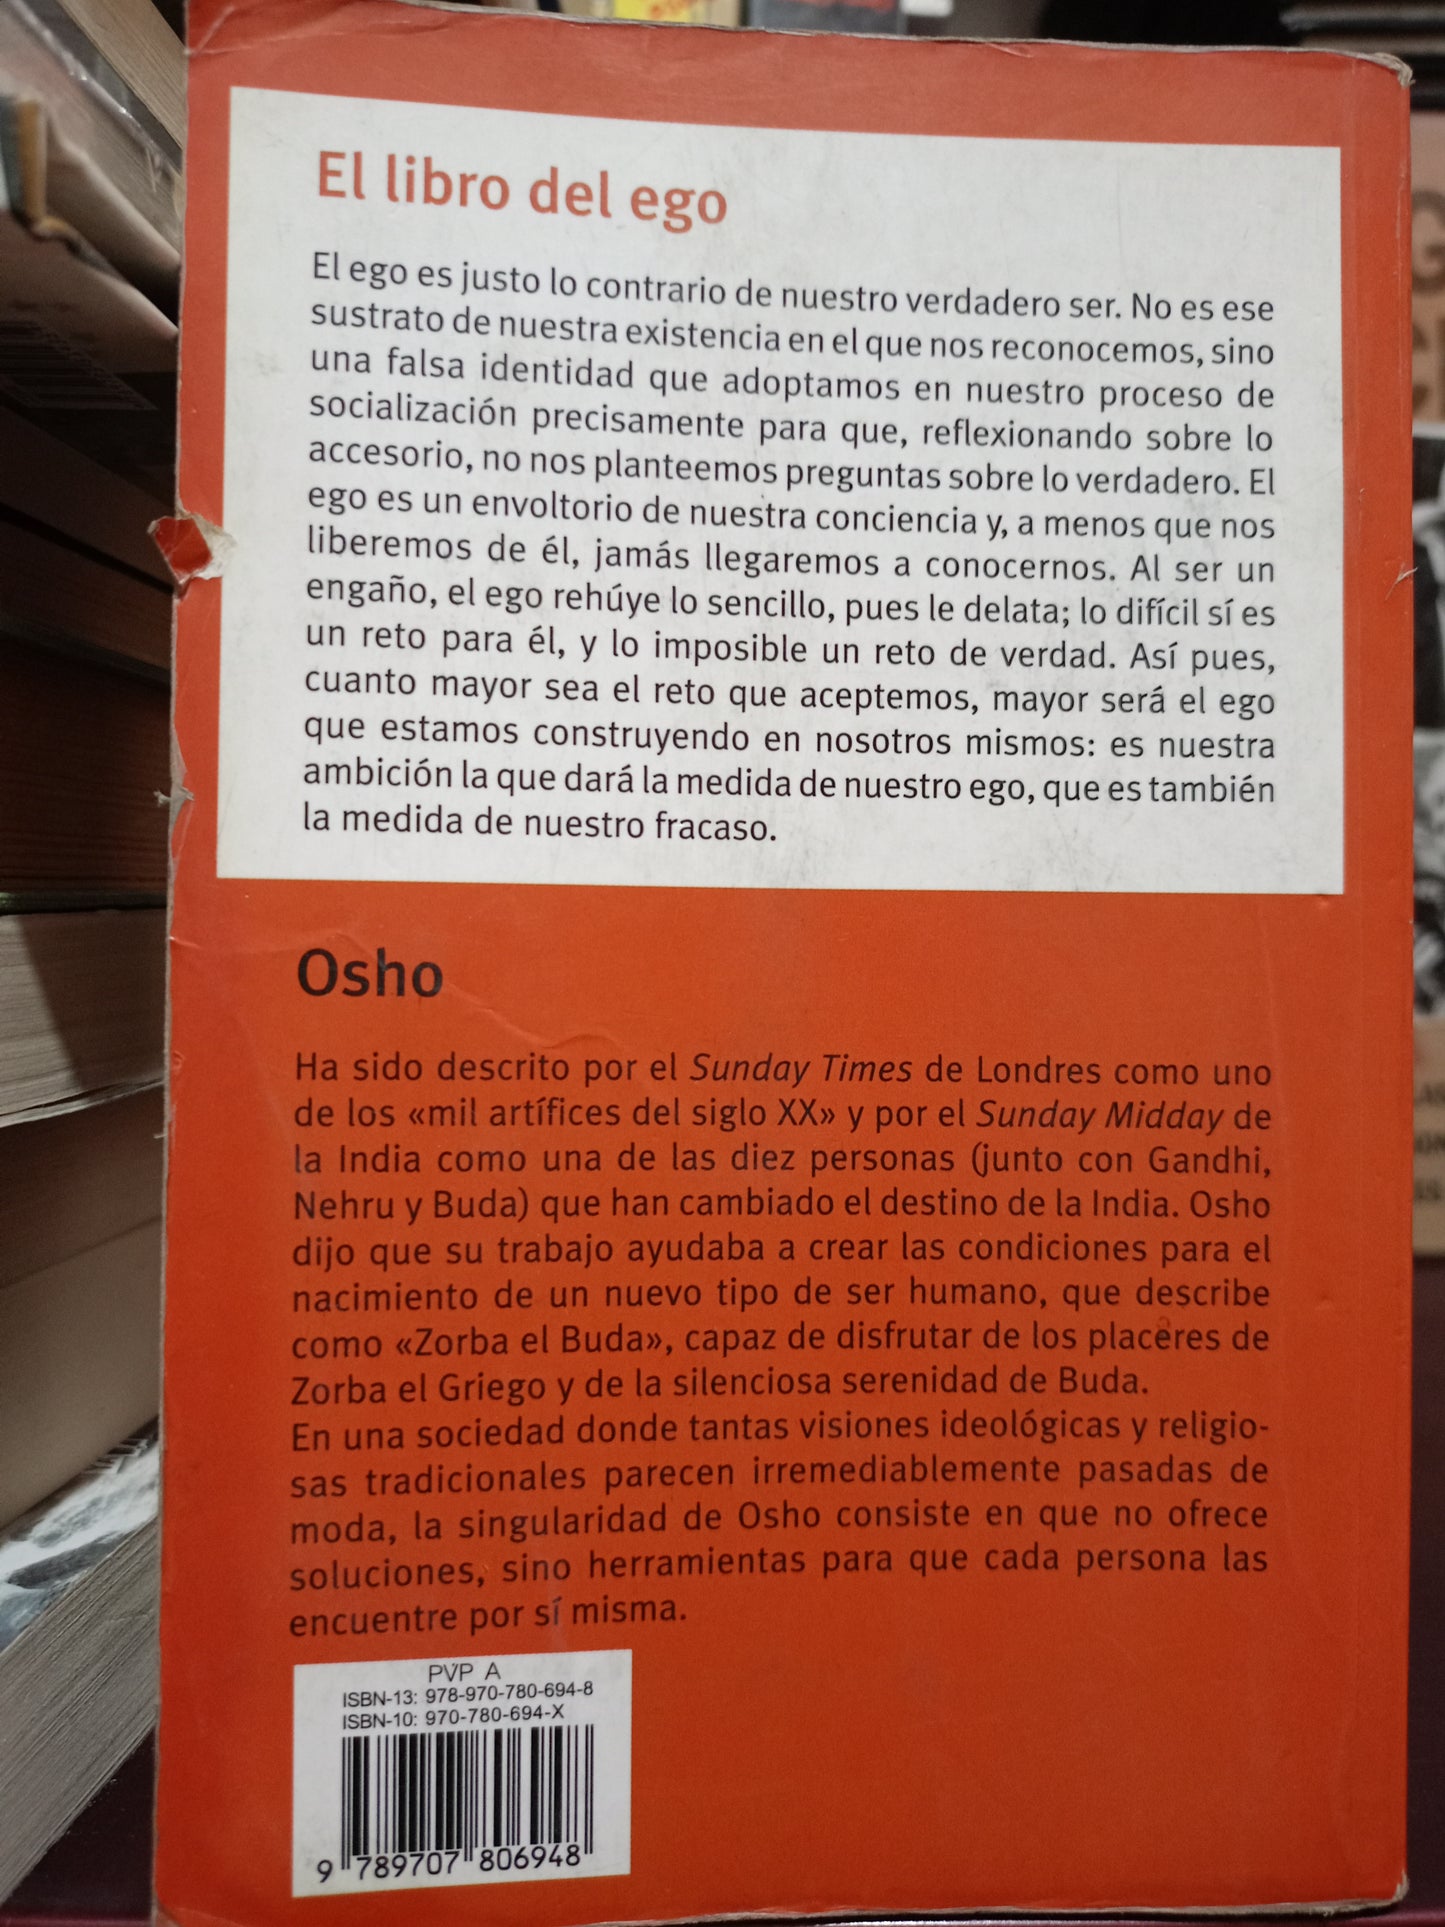 El libro del ego
El ego es justo lo contrario de nuestro verdadero ser. No es ese
sustrato de nuestra existencia en el que nos reconocemos, sino
una falsa identidad que adoptamos en nuestro proceso de
socialización precisamente para que, reflexionando sobre lo
accesorio, no nos planteemos preguntas sobre lo verdadero. El
ego es un envoltorio de nuestra conciencia y, a menos que nos
liberemos de él, jamás llegaremos a conocernos. Al ser un
engaño, el ego rehúye lo sencillo, pues le delata; lo difícil sí es
un reto para él, y lo imposible un reto de verdad. Así pues,
cuanto mayor sea el reto que aceptemos, mayor será el ego
que estamos construyendo en nosotros mismos: es nuestra
ambición la que dará la medida de nuestro ego, que es también
la medida de nuestro fracaso.
Osho
Ha sido descrito por el Sunday Times de Londres como uno
de los «mil artífices del siglo XX» y por el Sunday Midday de
la India como una de las diez personas (junto con Gandhi,
Nehru y Buda) que han cambiado el destino de la India. Osho
dijo que su trabajo ayudaba a crear las condiciones para el
nacimiento de un nuevo tipo de ser humano, que describe
como «Zorba el Buda», capaz de disfrutar de los placeres de
Zorba el Griego y de la silenciosa serenidad de Buda.
En una sociedad donde tantas visiones ideológicas y religio-
sas tradicionales parecen irremediablemente pasadas de
moda, la singularidad de Osho consiste en que no ofrece
soluciones, sino herramientas para que cada persona las
encuentre por sí misma.
PVP A
ISBN-13: 978-970-780-694-8
ISBN-10: 970-780-694-X
9 789707 806948